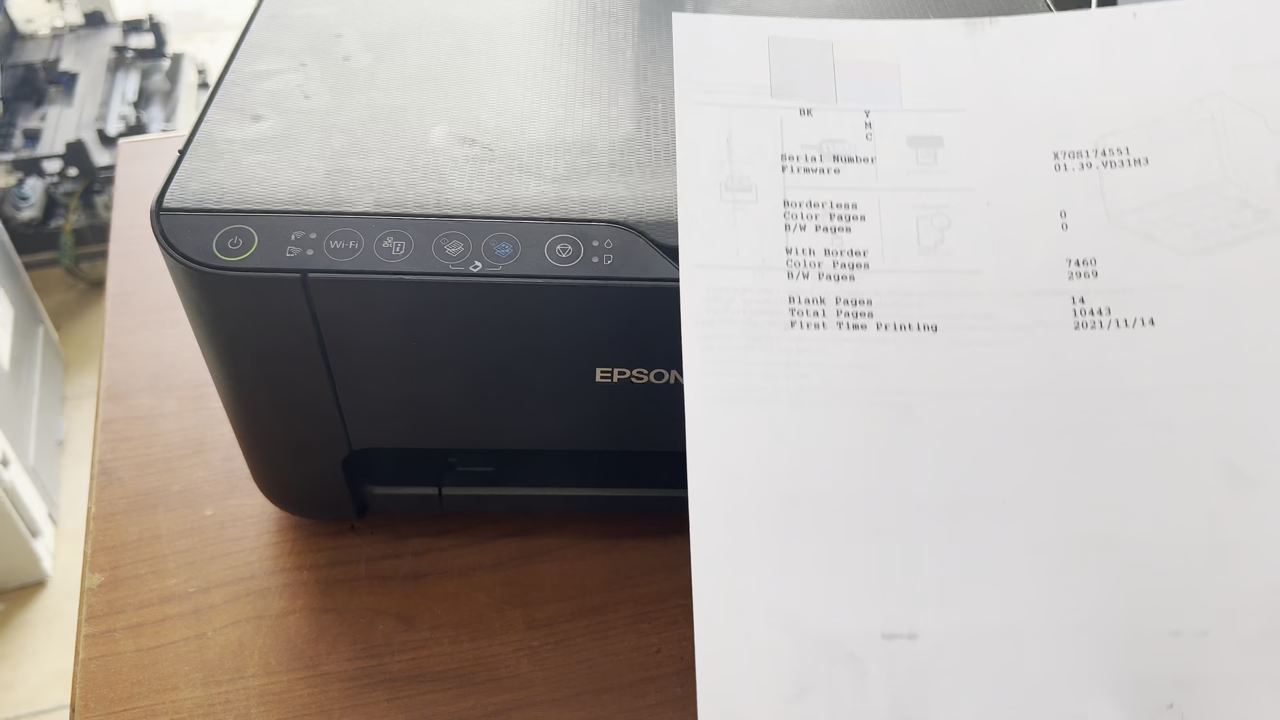 Wi-Fi
EPSON
BK Y
M
C
Serial Number X7GS174551
Firmware 01.39.VD31M3
Borderless
Color Pages 0
B/W Pages 0
With Border
Color Pages 7460
B/W Pages 2969
Blank Pages 14
Total Pages 10443
First Time Printing 2021/11/14